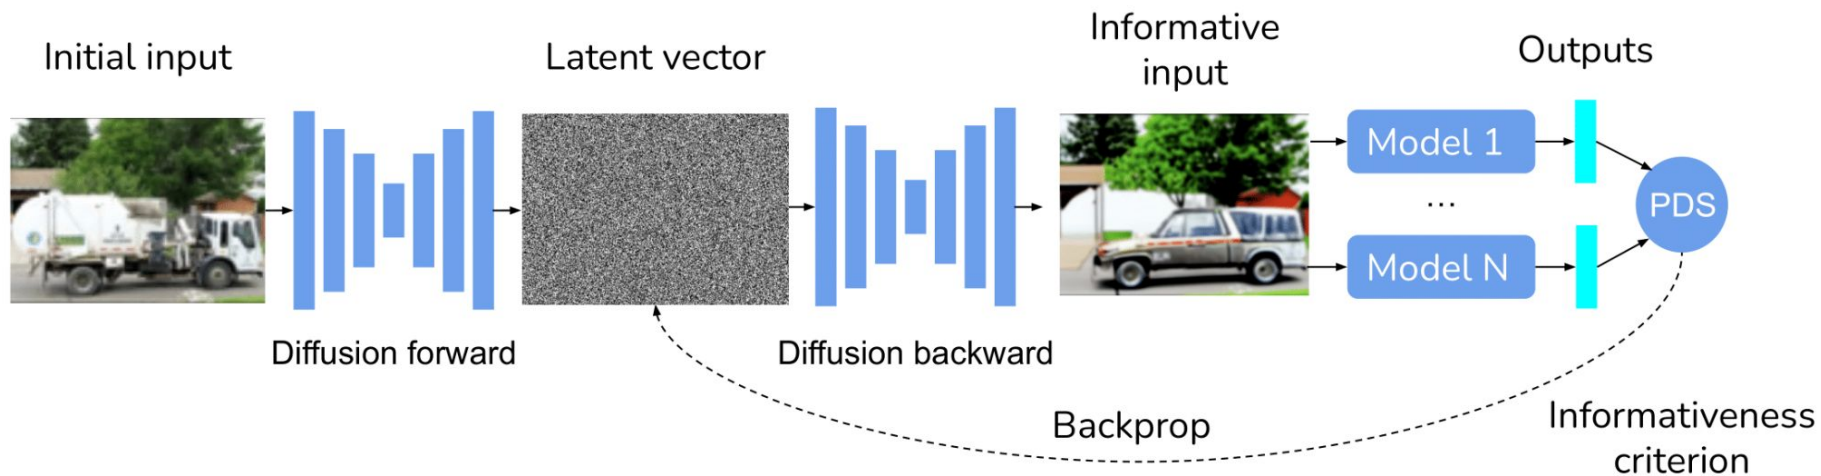 Initial input
Latent vector
Informative
input
Outputs
Model 1
...
Model N
PDS
Diffusion forward
Diffusion backward
Backprop
Informativeness
criterion